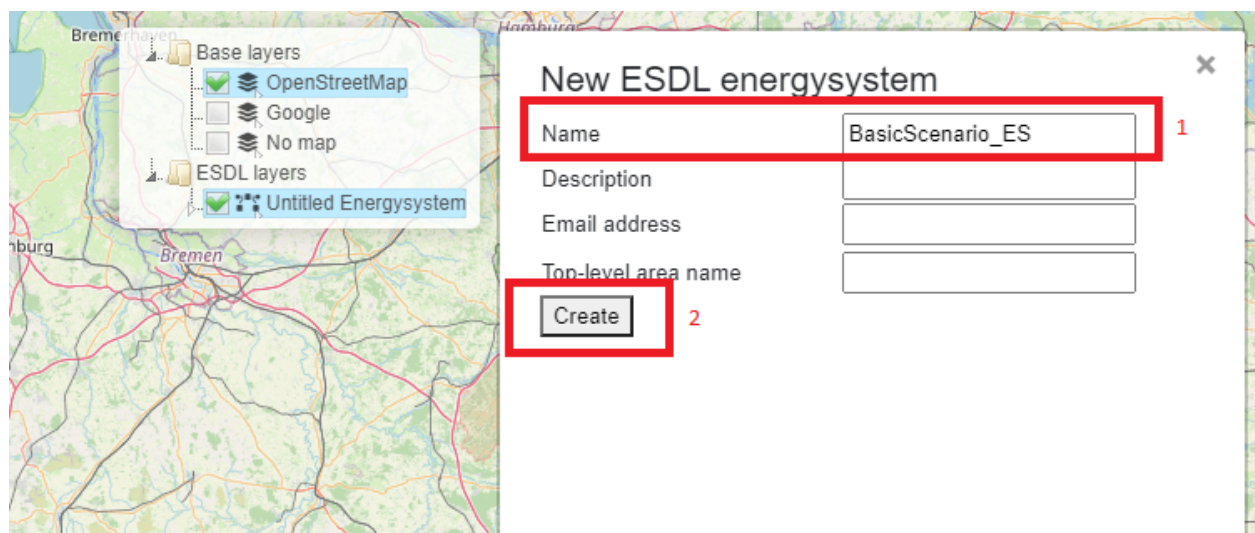 Bremerhaven
Hamburg
Base layers
OpenStreetMap
Google
No map
ESDL layers
Untitled Energysystem
Bremen
New ESDL energysystem
×
Name
BasicScenario_ES
1
Description
Email address
Top-level area name
Create
2